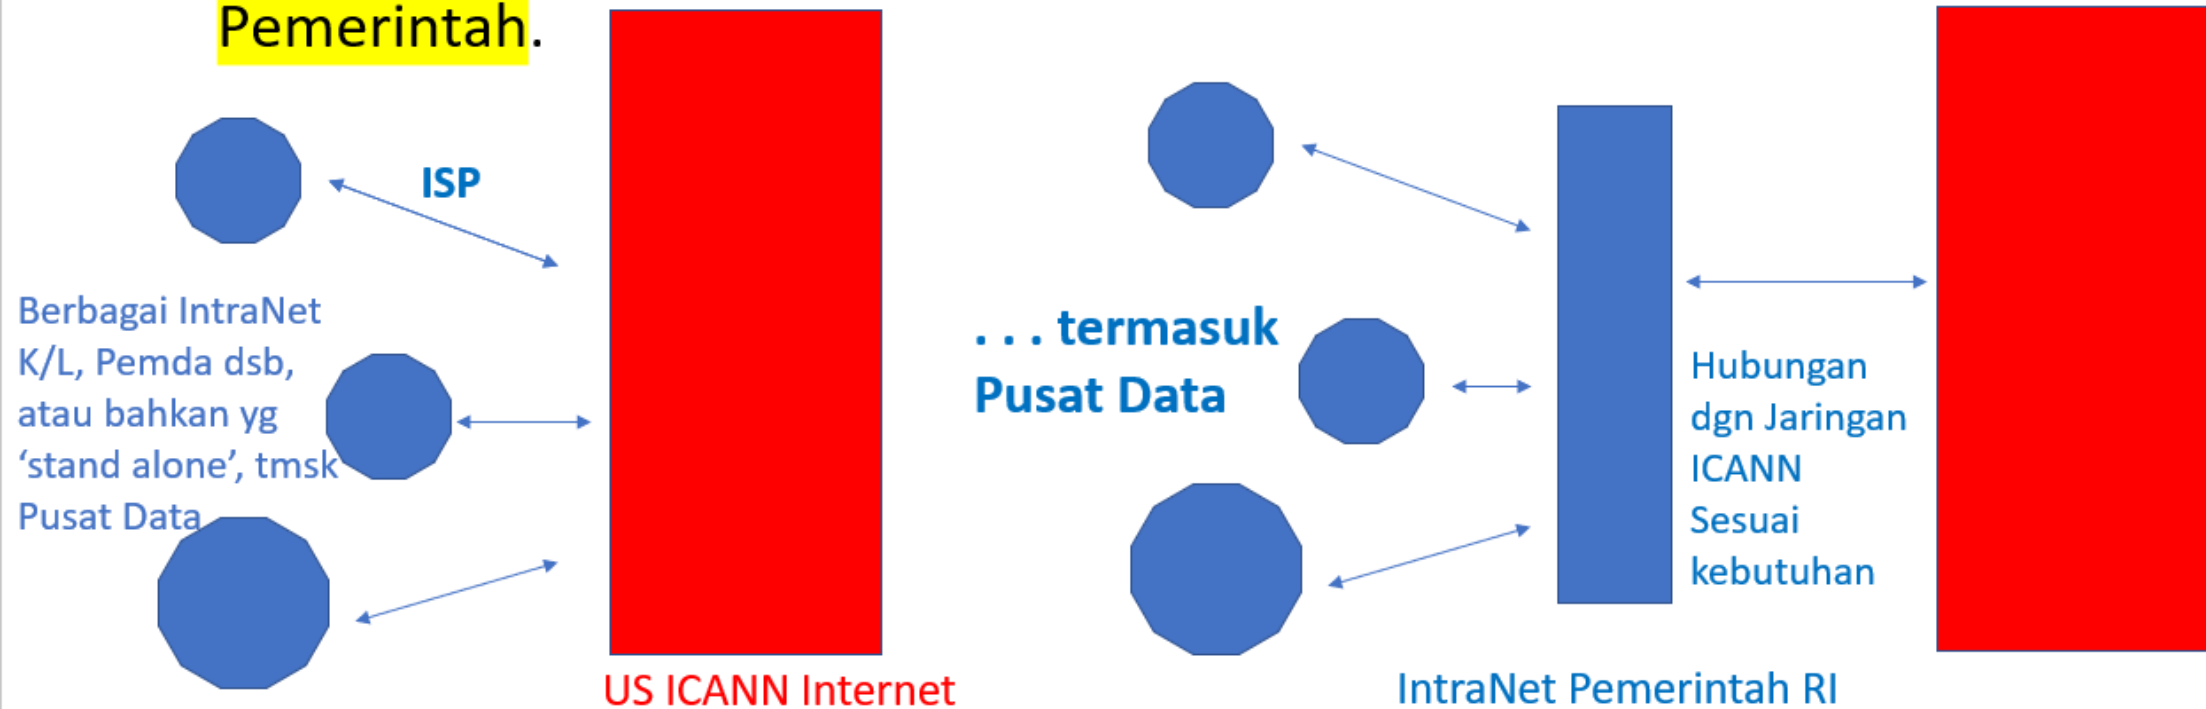 Pemerintah.
ISP
Berbagai IntraNet
K/L, Pemda dsb,
atau bahkan yg
‘stand alone’, tmsk
Pusat Data
US ICANN Internet
. . . termasuk
Pusat Data
Hubungan
dgn Jaringan
ICANN
Sesuai
kebutuhan
IntraNet Pemerintah RI